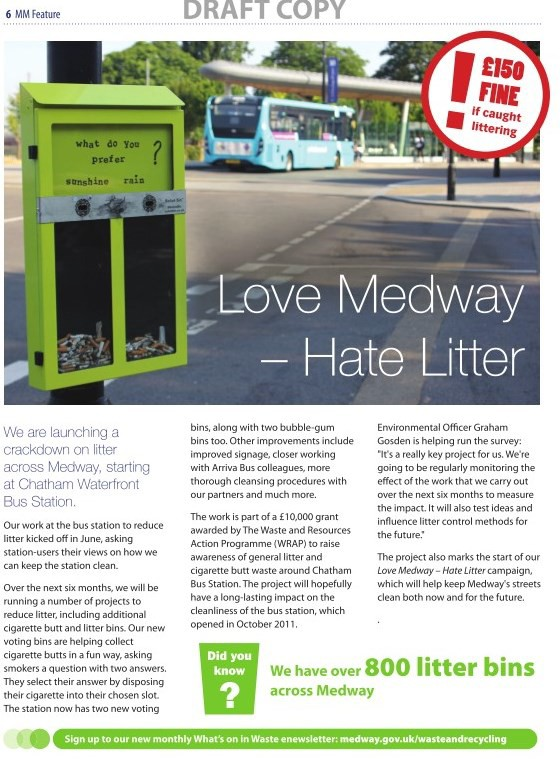 6 MM Feature
DRAFT COPY
£150
FINE
if caught
littering
what do You
prefer ?
sunshine rain
Love Medway
– Hate Litter
We are launching a
crackdown on litter
across Medway, starting
at Chatham Waterfront
Bus Station.
Our work at the bus station to reduce
litter kicked off in June, asking
station-users their views on how we
can keep the station clean.
Over the next six months, we will be
running a number of projects to
reduce litter, including additional
cigarette butt and litter bins. Our new
voting bins are helping collect
cigarette butts in a fun way, asking
smokers a question with two answers.
They select their answer by disposing
their cigarette into their chosen slot.
The station now has two new voting
bins, along with two bubble-gum
bins too. Other improvements include
improved signage, closer working
with Arriva Bus colleagues, more
thorough cleansing procedures with
our partners and much more.
The work is part of a £10,000 grant
awarded by The Waste and Resources
Action Programme (WRAP) to raise
awareness of general litter and
cigarette butt waste around Chatham
Bus Station. The project will hopefully
have a long-lasting impact on the
cleanliness of the bus station, which
opened in October 2011.
Environmental Officer Graham
Gosden is helping run the survey:
"It's a really key project for us. We're
going to be regularly monitoring the
effect of the work that we carry out
over the next six months to measure
the impact. It will also test ideas and
influence litter control methods for
the future."
The project also marks the start of our
Love Medway – Hate Litter campaign,
which will help keep Medway's streets
clean both now and for the future.
.
Did you
know
?
We have over 800 litter bins
across Medway
Sign up to our new monthly What's on in Waste enewsletter: medway.gov.uk/wasteandrecycling